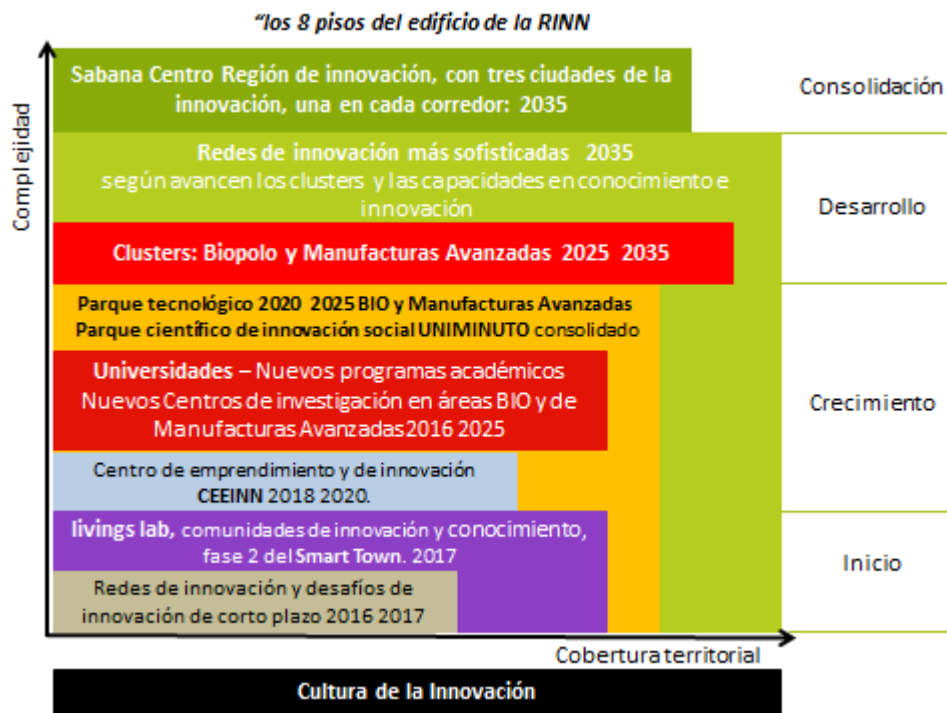 “los 8 pisos del edificio de la RINN
Complejidad
Sabana Centro Región de innovación, con tres ciudades de la
innovación, una en cada corredor: 2035
Consolidación
Redes de innovación más sofisticadas 2035
según avancen los clusters y las capacidades en conocimiento e
innovación
Desarrollo
Clusters: Biopolo y Manufacturas Avanzadas 2025 2035
Parque tecnológico 2020 2025 BIO y Manufacturas Avanzadas
Parque científico de innovación social UNIMINUTO consolidado
Universidades – Nuevos programas académicos
Nuevos Centros de investigación en áreas BIO y de
Manufacturas Avanzadas 2016 2025
Crecimiento
Centro de emprendimiento y de innovación
CEEINN 2018 2020.
livings lab, comunidades de innovación y conocimiento,
fase 2 del Smart Town. 2017
Inicio
Redes de innovación y desafíos de
innovación de corto plazo 2016 2017
Cobertura territorial
Cultura de la Innovación